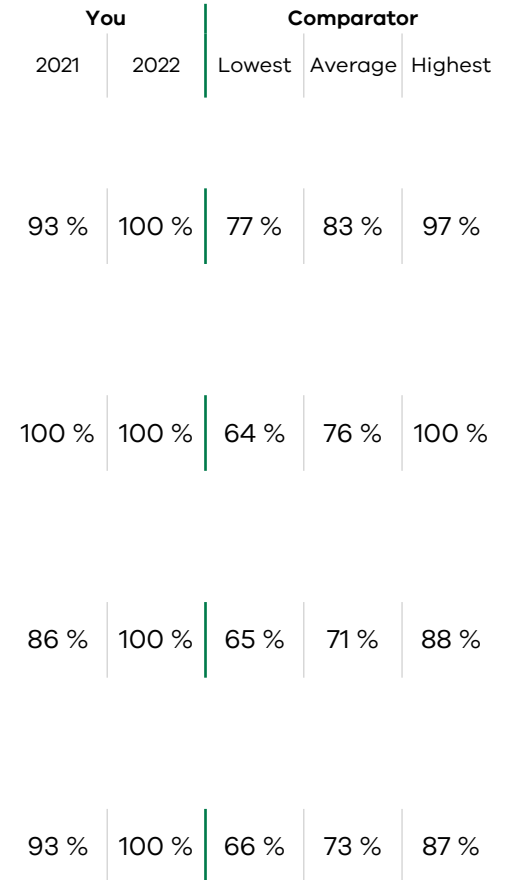 You Comparator
2021 2022 Lowest Average Highest
93 % 100 % 77 % 83 % 97 %
100 % 100 % 64 % 76 % 100 %
86 % 100 % 65 % 71 % 88 %
93 % 100 % 66 % 73 % 87 %